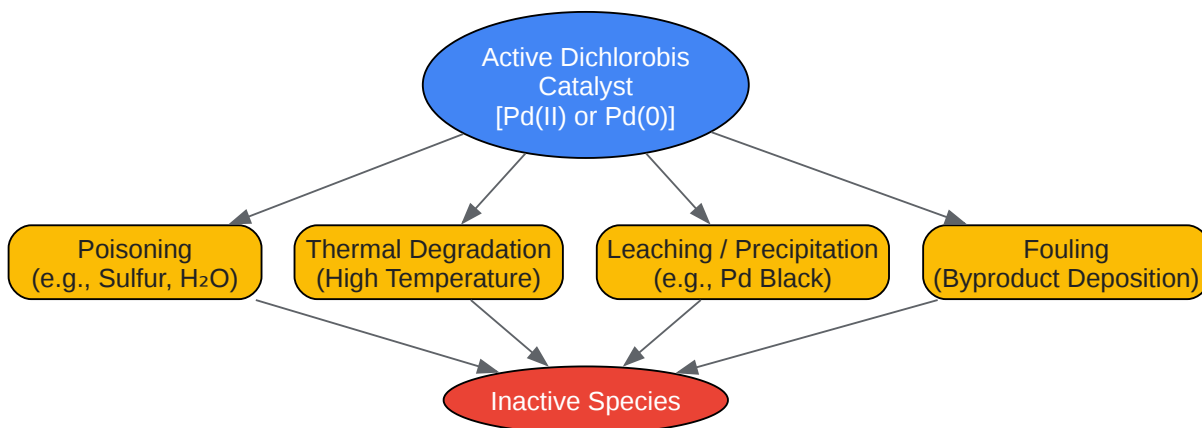 Active Dichlorobis
Catalyst
[Pd(II) or Pd(0)]
Poisoning
(e.g., Sulfur, H₂O)
Thermal Degradation
(High Temperature)
Leaching / Precipitation
(e.g., Pd Black)
Fouling
(Byproduct Deposition)
Inactive Species